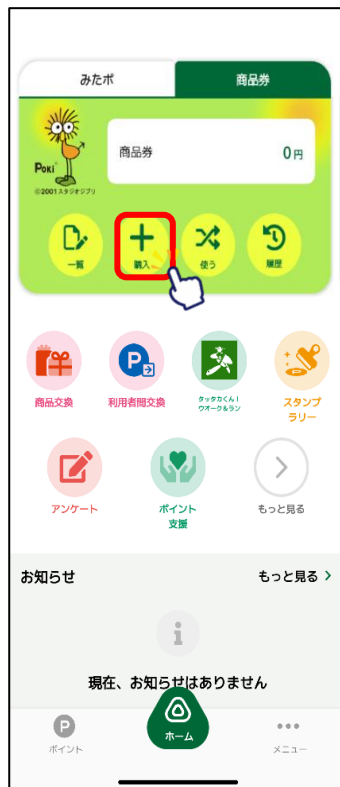 みたポ
商品券
POKI
©2001スタジオジブリ
商品券
0円
一覧
購入
使う
履歴
商品交換
利用者間交換
タッタカくん!
ウオーク&ラン
スタンプ
ラリー
アンケート
ポイント
支援
もっと見る
お知らせ
もっと見る
現在、お知らせはありません
ポイント
ホーム
メニュー